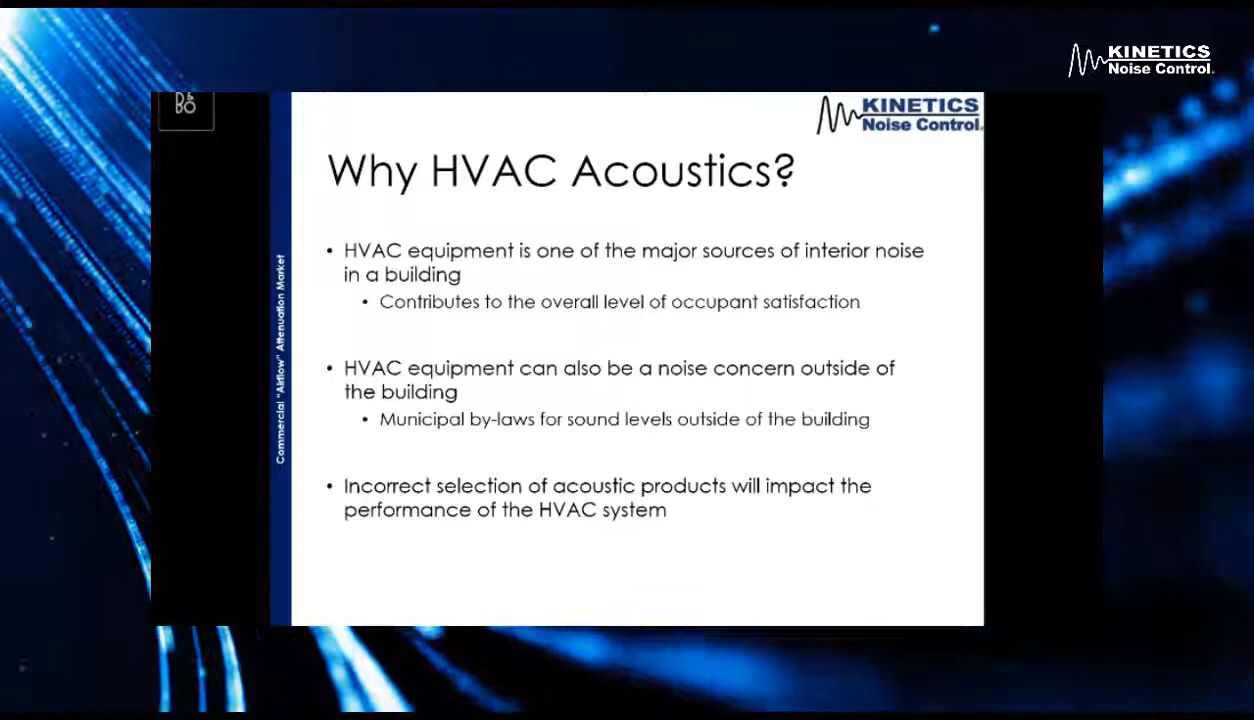 KINETICS
Noise Control.
D&
BO
KINETICS
Noise Control.
Why HVAC Acoustics?
• HVAC equipment is one of the major sources of interior noise
in a building
• Contributes to the overall level of occupant satisfaction
• HVAC equipment can also be a noise concern outside of
the building
• Municipal by-laws for sound levels outside of the building
• Incorrect selection of acoustic products will impact the
performance of the HVAC system
Commercial "Airflow" Attenuation Market